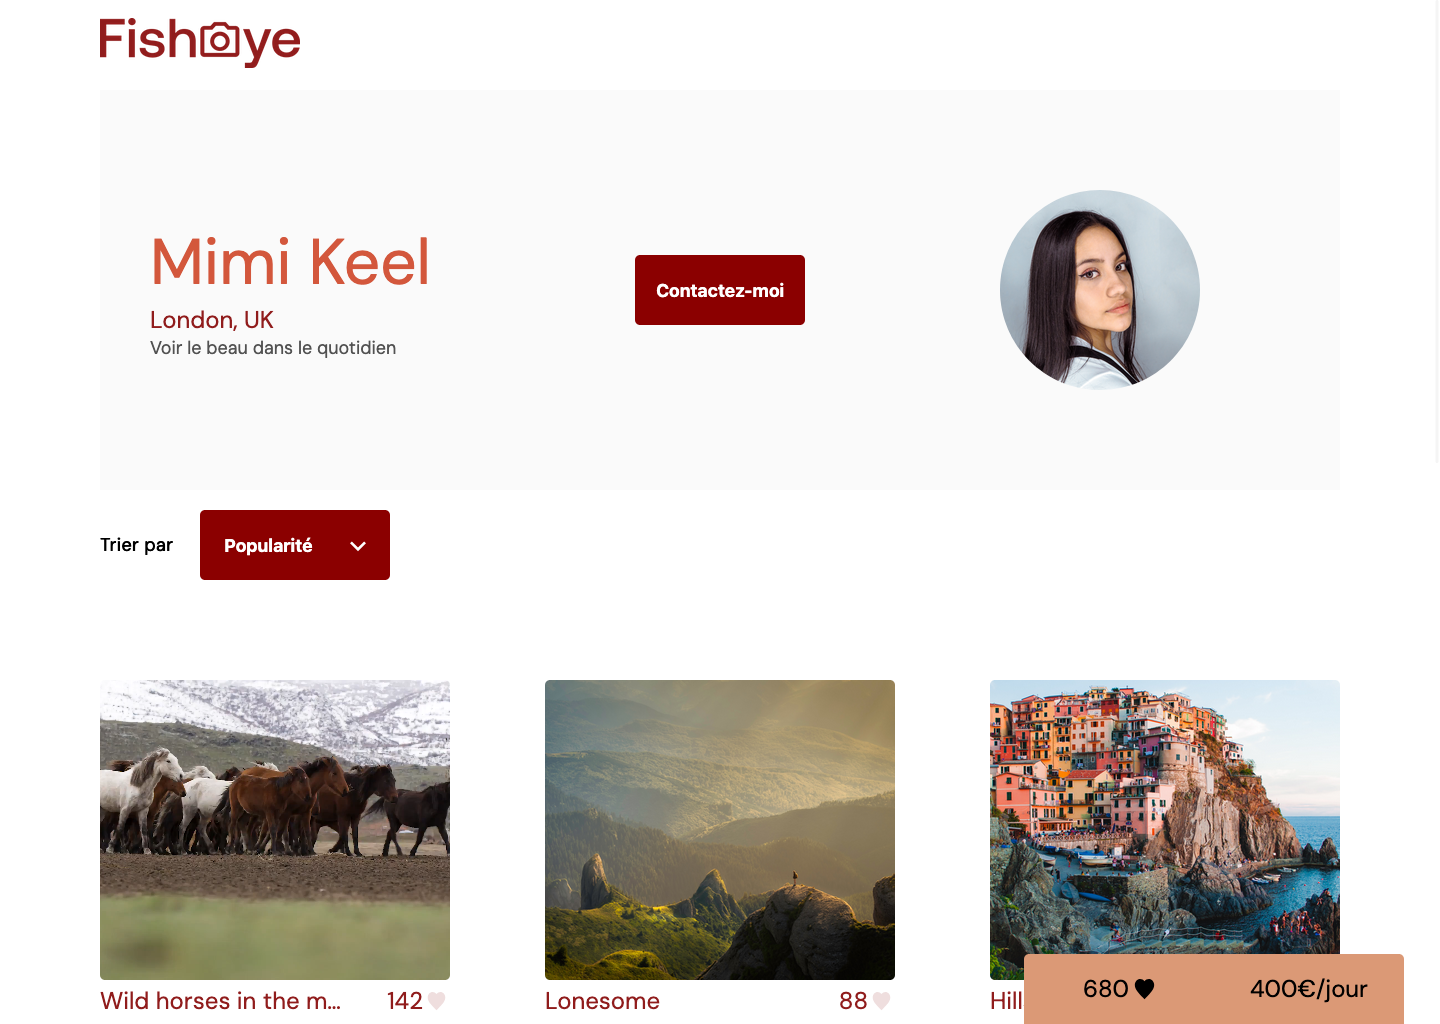 Fisheye
Mimi Keel
London, UK
Voir le beau dans le quotidien
Contactez-moi
Trier par
Popularité
Wild horses in the m...
142
Lonesome
88
Hill
680
400€/jour